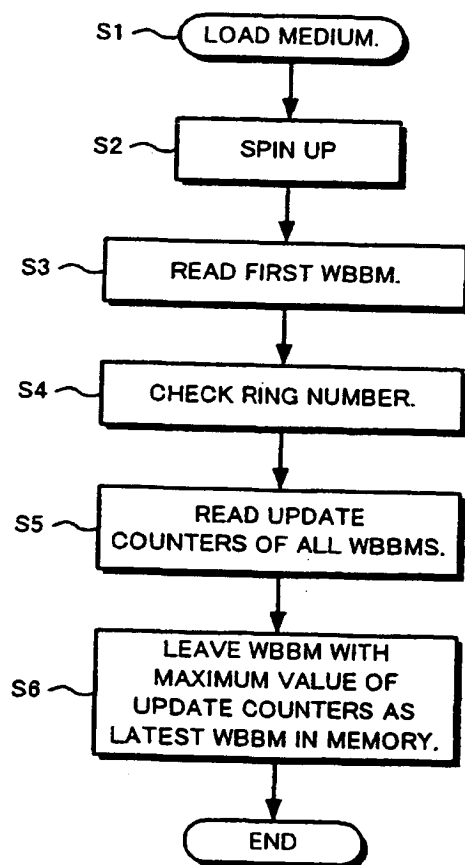 S1 LOAD MEDIUM.
S2 SPIN UP
S3 READ FIRST WBBM.
S4 CHECK RING NUMBER.
READ UPDATE
S5 COUNTERS OF ALL WBBMS.
LEAVE WBBM WITH
MAXIMUM VALUE OF
S6 UPDATE COUNTERS AS
LATEST WBBM IN MEMORY.
END